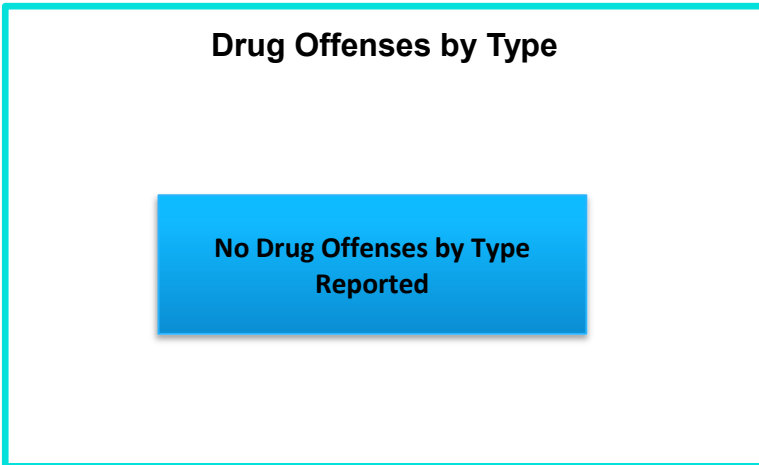 Drug Offenses by Type
No Drug Offenses by Type
Reported